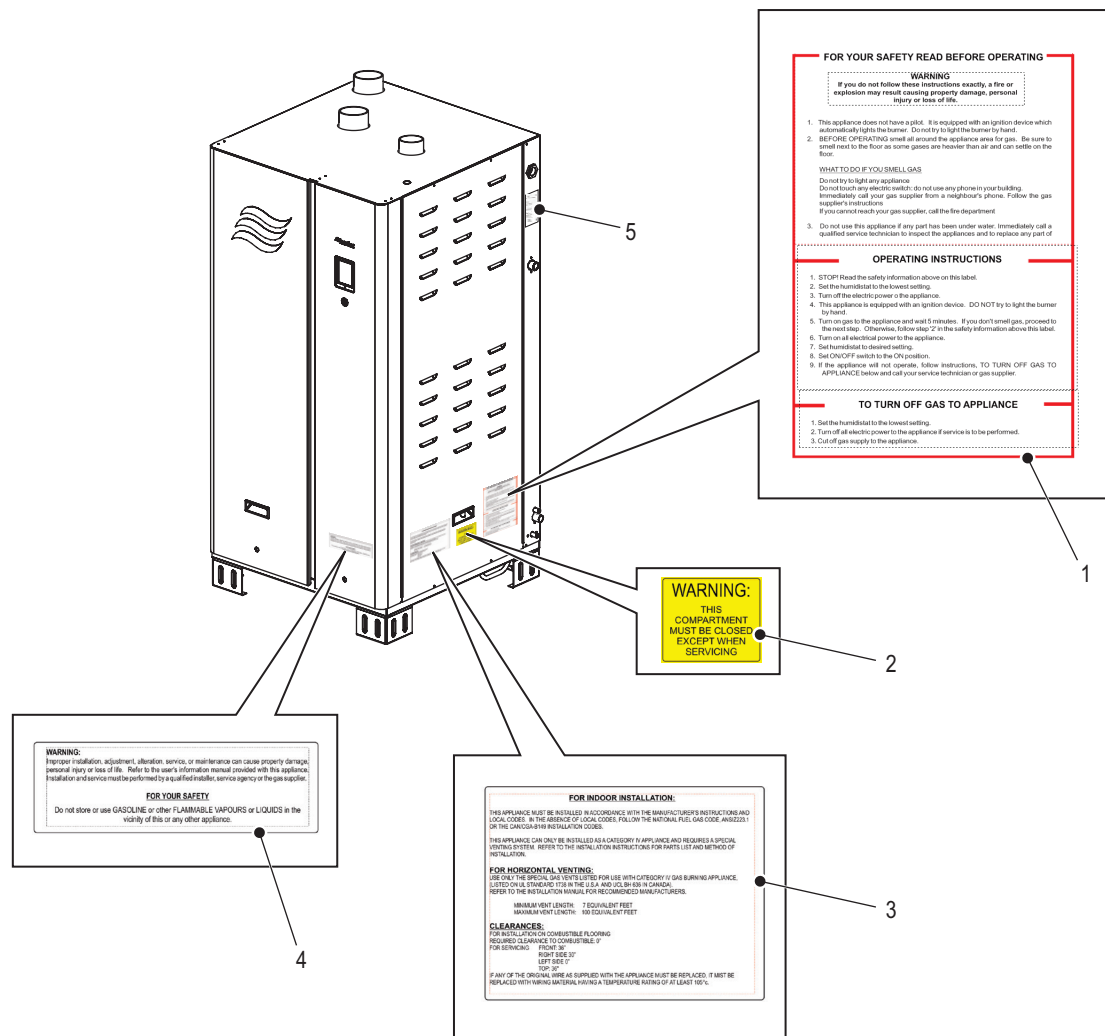 FOR YOUR SAFETY READ BEFORE OPERATING
WARNING
If you do not follow these instructions exactly, a fire or
explosion may result causing property damage, personal
injury or loss of life.
1. This appliance does not have a pilot. It is equipped with an ignition device which
automatically lights the burner. Do not try to light the burner by hand.
2. BEFORE OPERATING smell all around the appliance area for gas. Be sure to
smell next to the floor as some gases are heavier than air and can settle on the
floor.
WHAT TO DO IF YOU SMELL GAS
Do not try to light any appliance
Do not touch any electric switch: do not use any phone in your building.
Immediately call your gas supplier from a neighbour's phone. Follow the gas
supplier's instructions
If you cannot reach your gas supplier, call the fire department
3. Do not use this appliance if any part has been under water. Immediately call a
qualified service technician to inspect the appliances and to replace any part of
OPERATING INSTRUCTIONS
1. STOP! Read the safety information above on this label.
2. Set the humidistat to the lowest setting.
3. Turn off the electric power o the appliance.
4. This appliance is equipped with an ignition device. DO NOT try to light the burner
by hand.
5. Turn on gas to the appliance and wait 5 minutes. If you don't smell gas, proceed to
the next step. Otherwise, follow step '2' in the safety information above this label.
6. Turn on all electrical power to the appliance.
7. Set humidistat to desired setting.
8. Set ON/OFF switch to the ON position.
9. If the appliance will not operate, follow instructions, TO TURN OFF GAS TO
APPLIANCE below and call your service technician or gas supplier.
TO TURN OFF GAS TO APPLIANCE
1. Set the humidistat to the lowest setting.
2. Turn off all electric power to the appliance if service is to be performed.
3. Cut off gas supply to the appliance.
1
5
WARNING:
THIS
COMPARTMENT
MUST BE CLOSED
EXCEPT WHEN
SERVICING
2
WARNING:
Improper installation, adjustment, alteration, service, or maintenance can cause property damage,
personal injury or loss of life. Refer to the user's information manual provided with this appliance.
Installation and service must be performed by a qualified installer, service agency or the gas supplier.
FOR YOUR SAFETY
Do not store or use GASOLINE or other FLAMMABLE VAPOURS or LIQUIDS in the
vicinity of this or any other appliance.
4
FOR INDOOR INSTALLATION:
THIS APPLIANCE MUST BE INSTALLED IN ACCORDANCE WITH THE MANUFACTURER'S INSTRUCTIONS AND
LOCAL CODES. IN THE ABSENCE OF LOCAL CODES, FOLLOW THE NATIONAL FUEL GAS CODE, ANSIZ223.1
OR THE CAN/CGA-B149 INSTALLATION CODES.
THIS APPLIANCE CAN ONLY BE INSTALLED AS A CATEGORY IV APPLIANCE AND REQUIRES A SPECIAL
VENTING SYSTEM. REFER TO THE INSTALLATION INSTRUCTIONS FOR PARTS LIST AND METHOD OF
INSTALLATION.
FOR HORIZONTAL VENTING:
USE ONLY THE SPECIAL GAS VENTS LISTED FOR USE WITH CATEGORY IV GAS BURNING APPLIANCE,
(LISTED ON UL STANDARD 1738 IN THE U.S.A AND UCL BH 636 IN CANADA).
REFER TO THE INSTALLATION MANUAL FOR RECOMMENDED MANUFACTURERS.
MINIMUM VENT LENGTH: 7 EQUIVALENT FEET
MAXIMUM VENT LENGTH: 100 EQUIVALENT FEET
CLEARANCES:
FOR INSTALLATION ON COMBUSTIBLE FLOORING
REQUIRED CLEARANCE TO COMBUSTIBLE: 0"
FOR SERVICING FRONT: 36"
RIGHT SIDE 30"
LEFT SIDE 0"
TOP: 36"
IF ANY OF THE ORIGINAL WIRE AS SUPPLIED WITH THE APPLIANCE MUST BE REPLACED. IT MIST BE
REPLACED WITH WIRING MATERIAL HAVING A TEMPERATURE RATING OF AT LEAST 105°c.
3